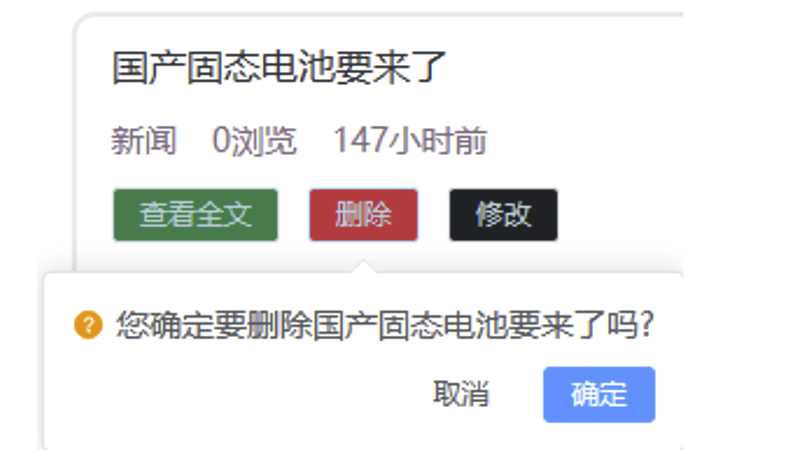 国产固态电池要来了
新闻 0浏览 147小时前
查看全文 删除 修改
? 您确定要删除国产固态电池要来了吗?
取消 确定